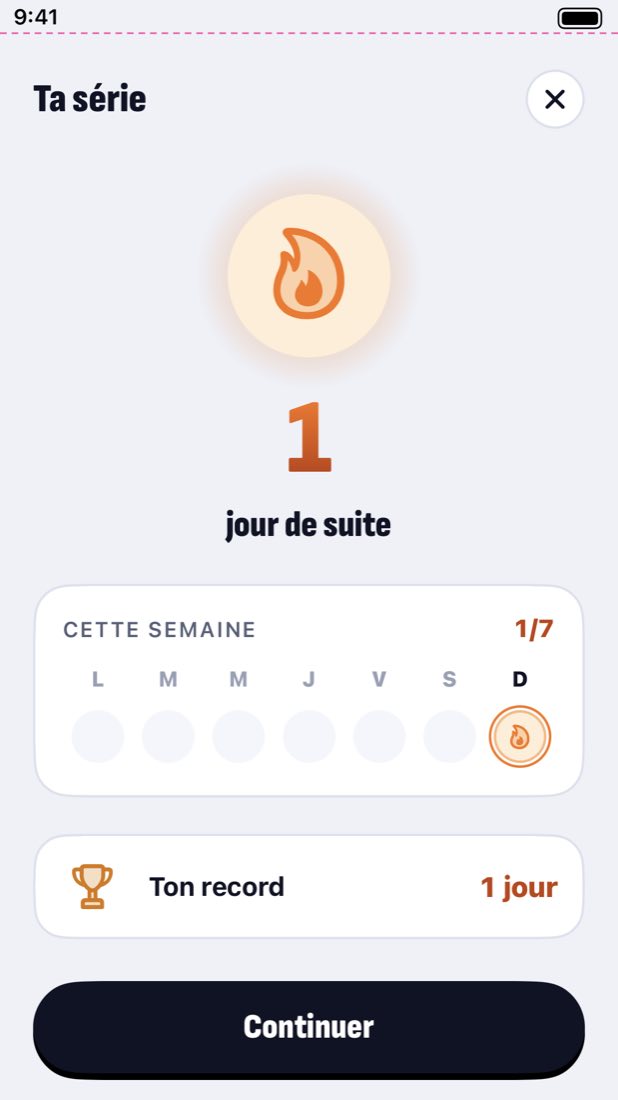 9:41
Ta série
1
jour de suite
CETTE SEMAINE 1/7
L M M J V S D
Ton record 1 jour
Continuer